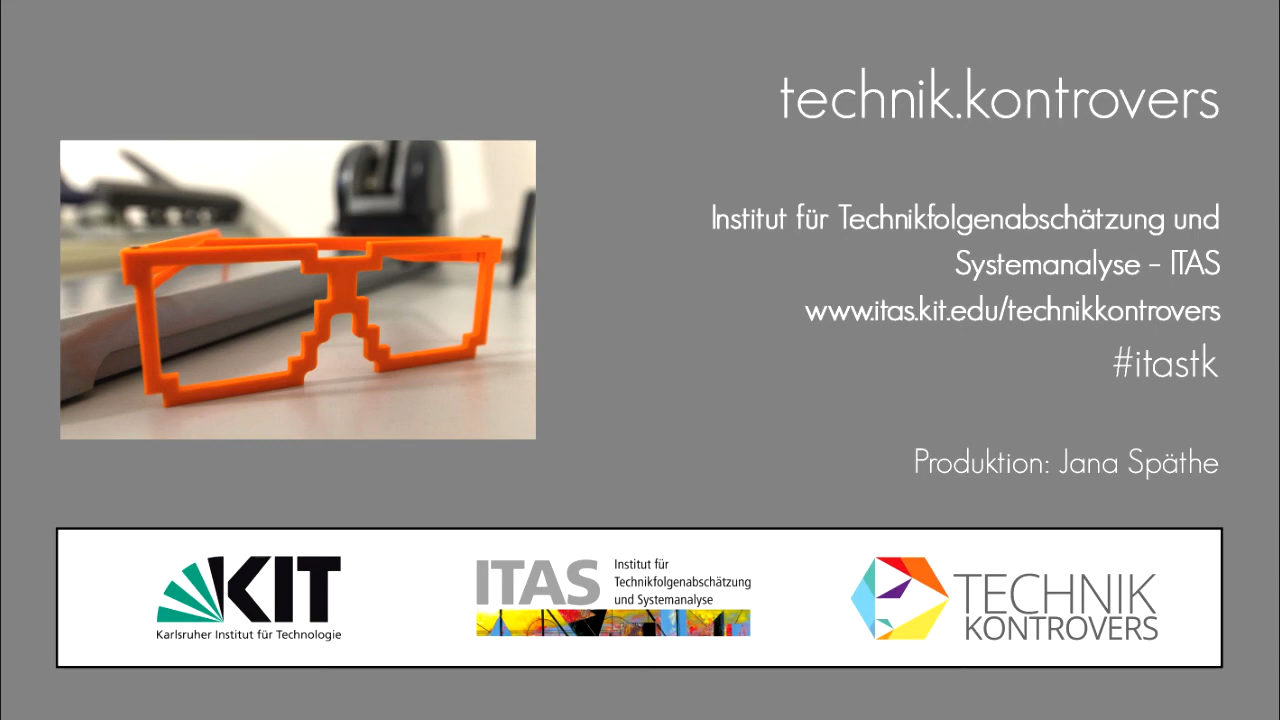 technik.kontrovers
Institut für Technikfolgenabschätzung und
Systemanalyse - ITAS
www.itas.kit.edu/technikkontrovers
#itastk
Produktion: Jana Späthe
KIT
Karlsruher Institut für Technologie
ITAS
Institut für
Technikfolgenabschätzung
und Systemanalyse
TECHNIK
KONTROVERS